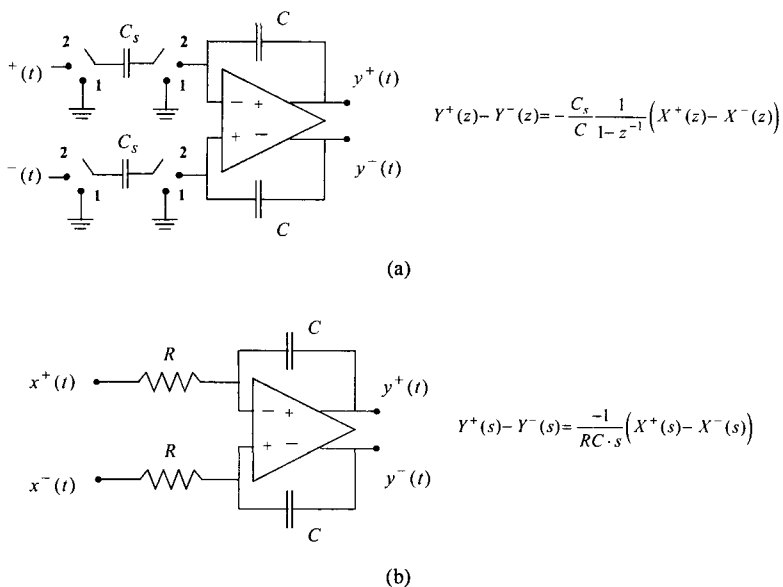 C
C_s
2
2
⁺(t)
1
1
y⁺(t)
− +
Y⁺(z)− Y⁻(z)= − C_s/C 1/(1− z⁻¹) (X⁺(z)− X⁻(z))
C_s
2
2
+ −
⁻(t)
1
1
y⁻(t)
C
(a)
C
R
x⁺(t)
y⁺(t)
− +
Y⁺(s)− Y⁻(s)= −1/(RC · s) (X⁺(s)− X⁻(s))
R
+ −
x⁻(t)
y⁻(t)
C
(b)